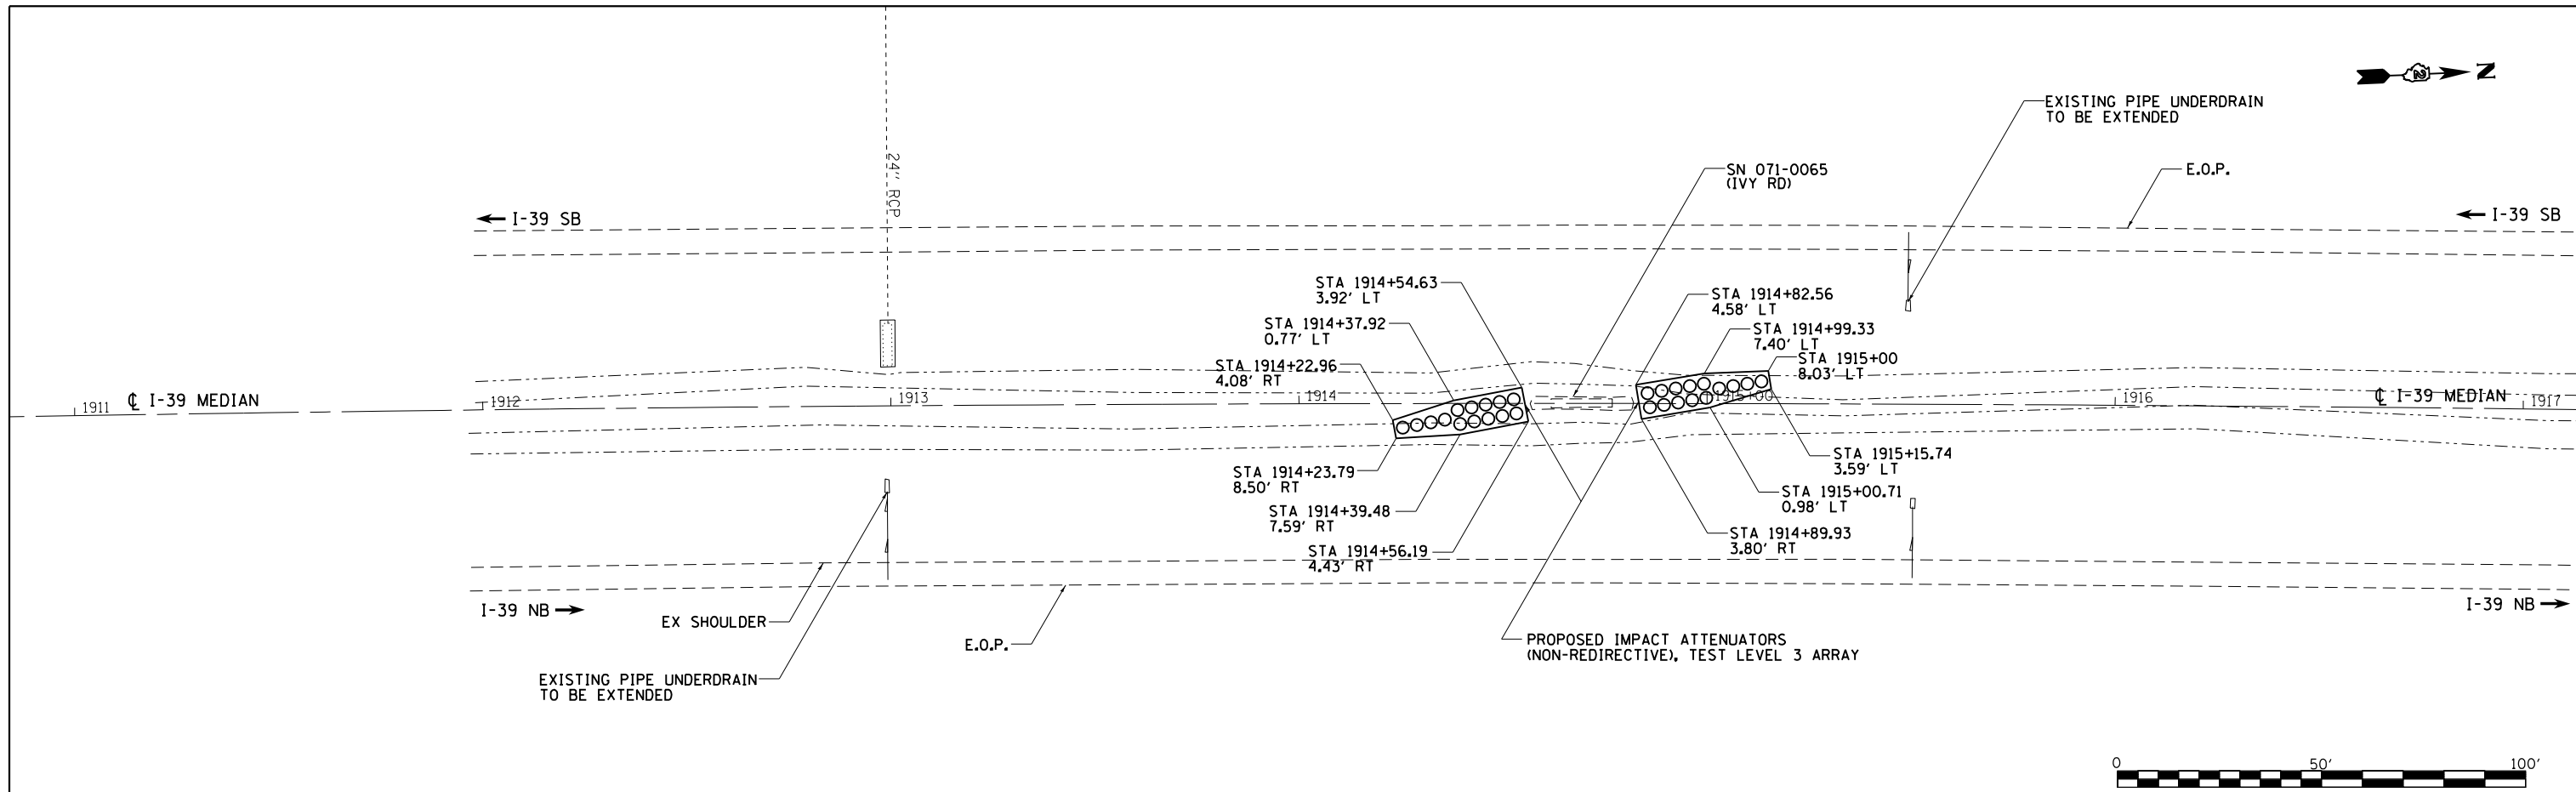 N
EXISTING PIPE UNDERDRAIN
TO BE EXTENDED
24" RCP
SN 071-0065
(IVY RD)
E.O.P.
I-39 SB
I-39 SB
STA 1914+54.63
3.92' LT
STA 1914+82.56
4.58' LT
STA 1914+37.92
0.77' LT
STA 1914+99.33
7.40' LT
STA 1914+22.96
4.08' RT
STA 1915+00
8.03' LT
1911
℄ I-39 MEDIAN
1912
1913
1914
1915+00
1916
℄ I-39 MEDIAN
1917
STA 1914+23.79
8.50' RT
STA 1915+15.74
3.59' LT
STA 1914+39.48
7.59' RT
STA 1915+00.71
0.98' LT
STA 1914+56.19
4.43' RT
STA 1914+89.93
3.80' RT
I-39 NB
I-39 NB
EX SHOULDER
E.O.P.
PROPOSED IMPACT ATTENUATORS
(NON-REDIRECTIVE), TEST LEVEL 3 ARRAY
EXISTING PIPE UNDERDRAIN
TO BE EXTENDED
0 50' 100'